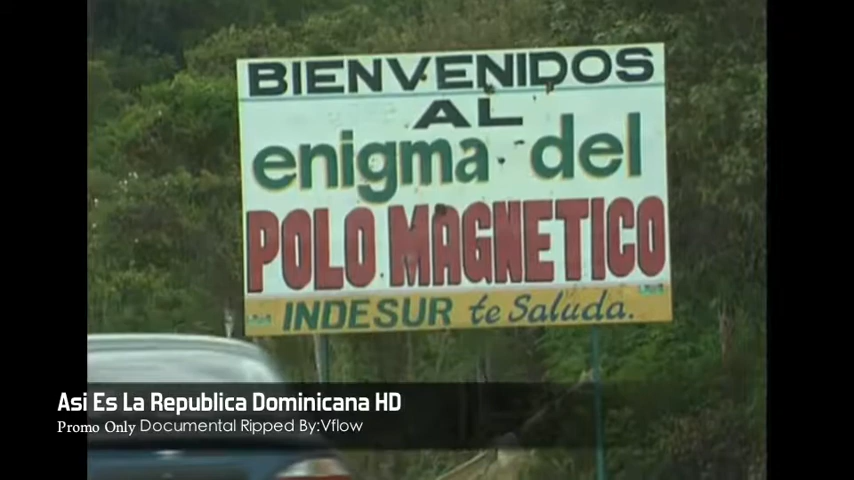 BIENVENIDOS
AL
enigma del
POLO MAGNETICO
INDESUR te Saluda.
Asi Es La Republica Dominicana HD
Promo Only Documental Ripped By:Vflow